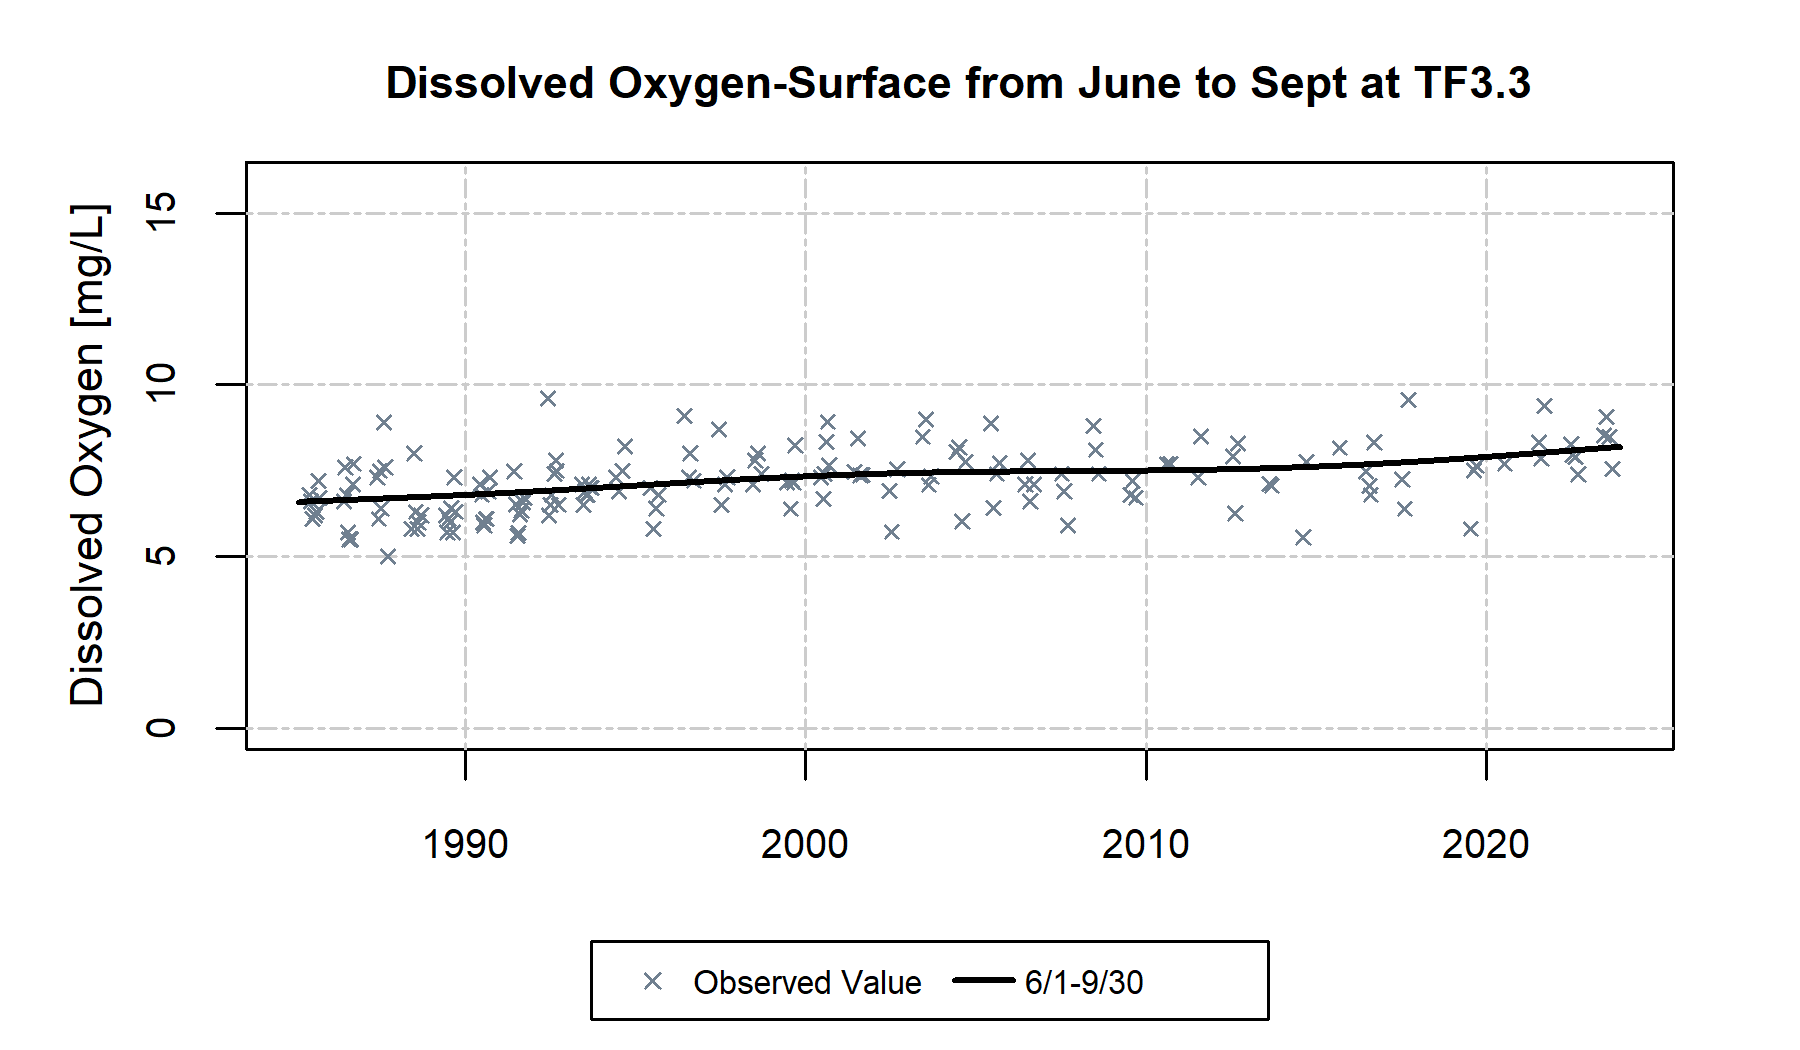 Dissolved Oxygen-Surface from June to Sept at TF3.3
Dissolved Oxygen [mg/L]
15
10
5
0
1990 2000 2010 2020
Observed Value 6/1-9/30